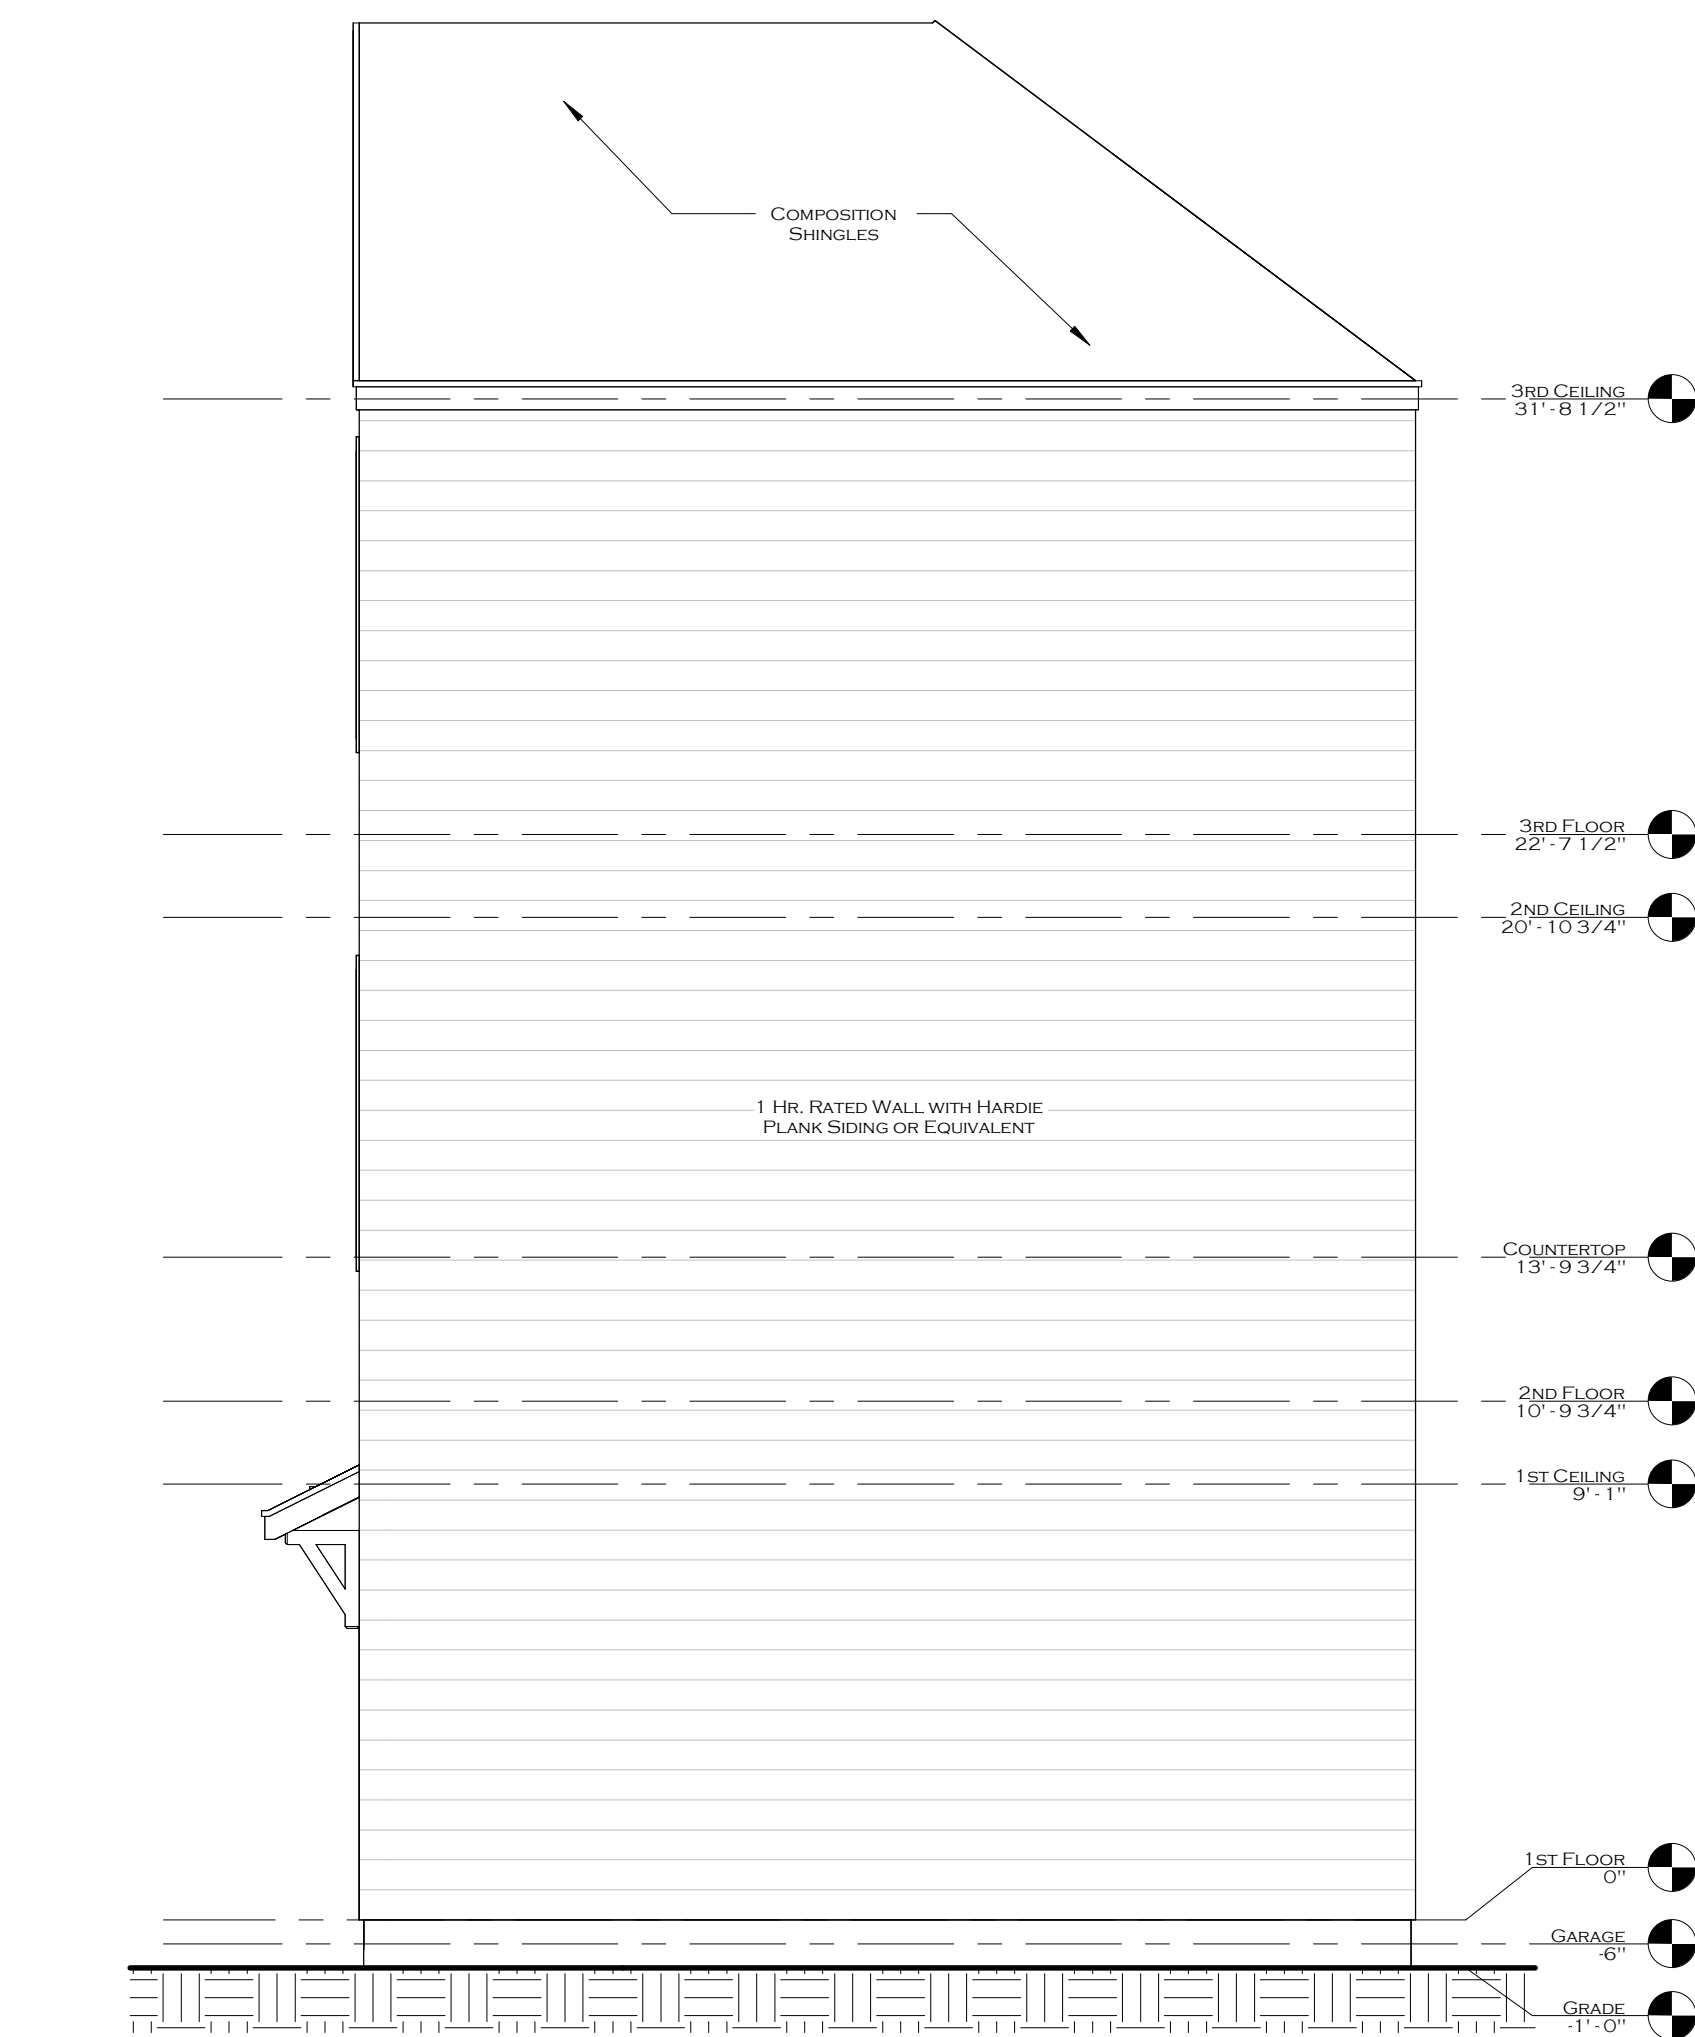 COMPOSITION
SHINGLES
3RD CEILING
31'-8 1/2"
3RD FLOOR
22'-7 1/2"
2ND CEILING
20'-10 3/4"
1 HR. RATED WALL WITH HARDIE
PLANK SIDING OR EQUIVALENT
COUNTERTOP
13'-9 3/4"
2ND FLOOR
10'-9 3/4"
1ST CEILING
9'-1"
1ST FLOOR
0"
GARAGE
-6"
GRADE
-1'-0"